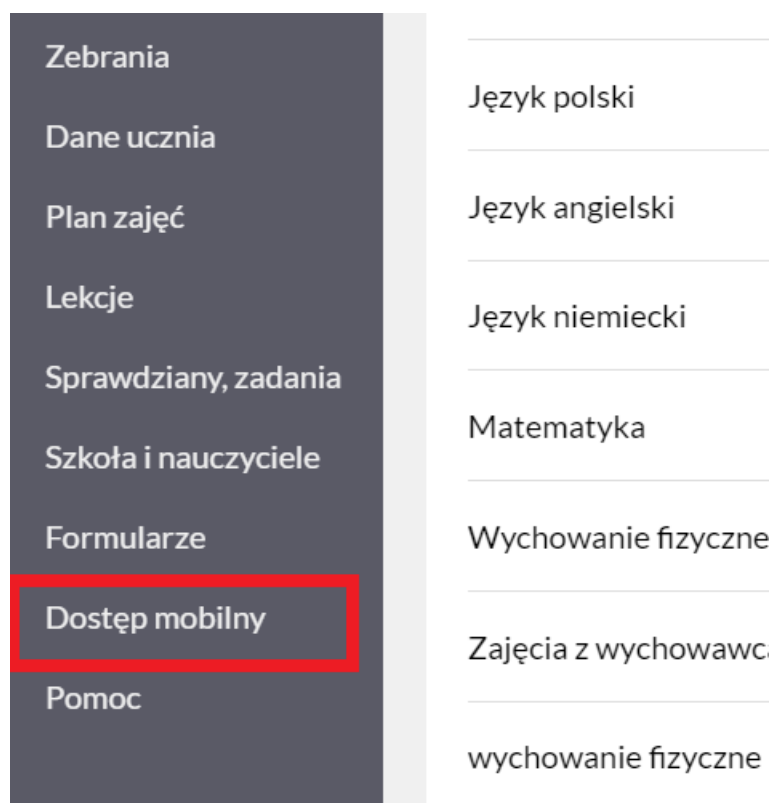 Zebrania
Dane ucznia
Plan zajęć
Lekcje
Sprawdziany, zadania
Szkoła i nauczyciele
Formularze
Dostęp mobilny
Pomoc
Język polski
Język angielski
Język niemiecki
Matematyka
Wychowanie fizyczne
Zajęcia z wychowawc
wychowanie fizyczne